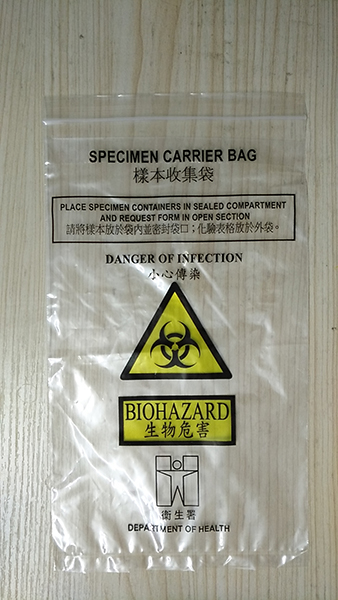 SPECIMEN CARRIER BAG
樣本收集袋
PLACE SPECIMEN CONTAINERS IN SEALED COMPARTMENT
AND REQUEST FORM IN OPEN SECTION
請將樣本放於袋內並密封袋口；化驗表格放於外袋。
DANGER OF INFECTION
小心傳染
BIOHAZARD
生物危害
衞生署
DEPARTMENT OF HEALTH